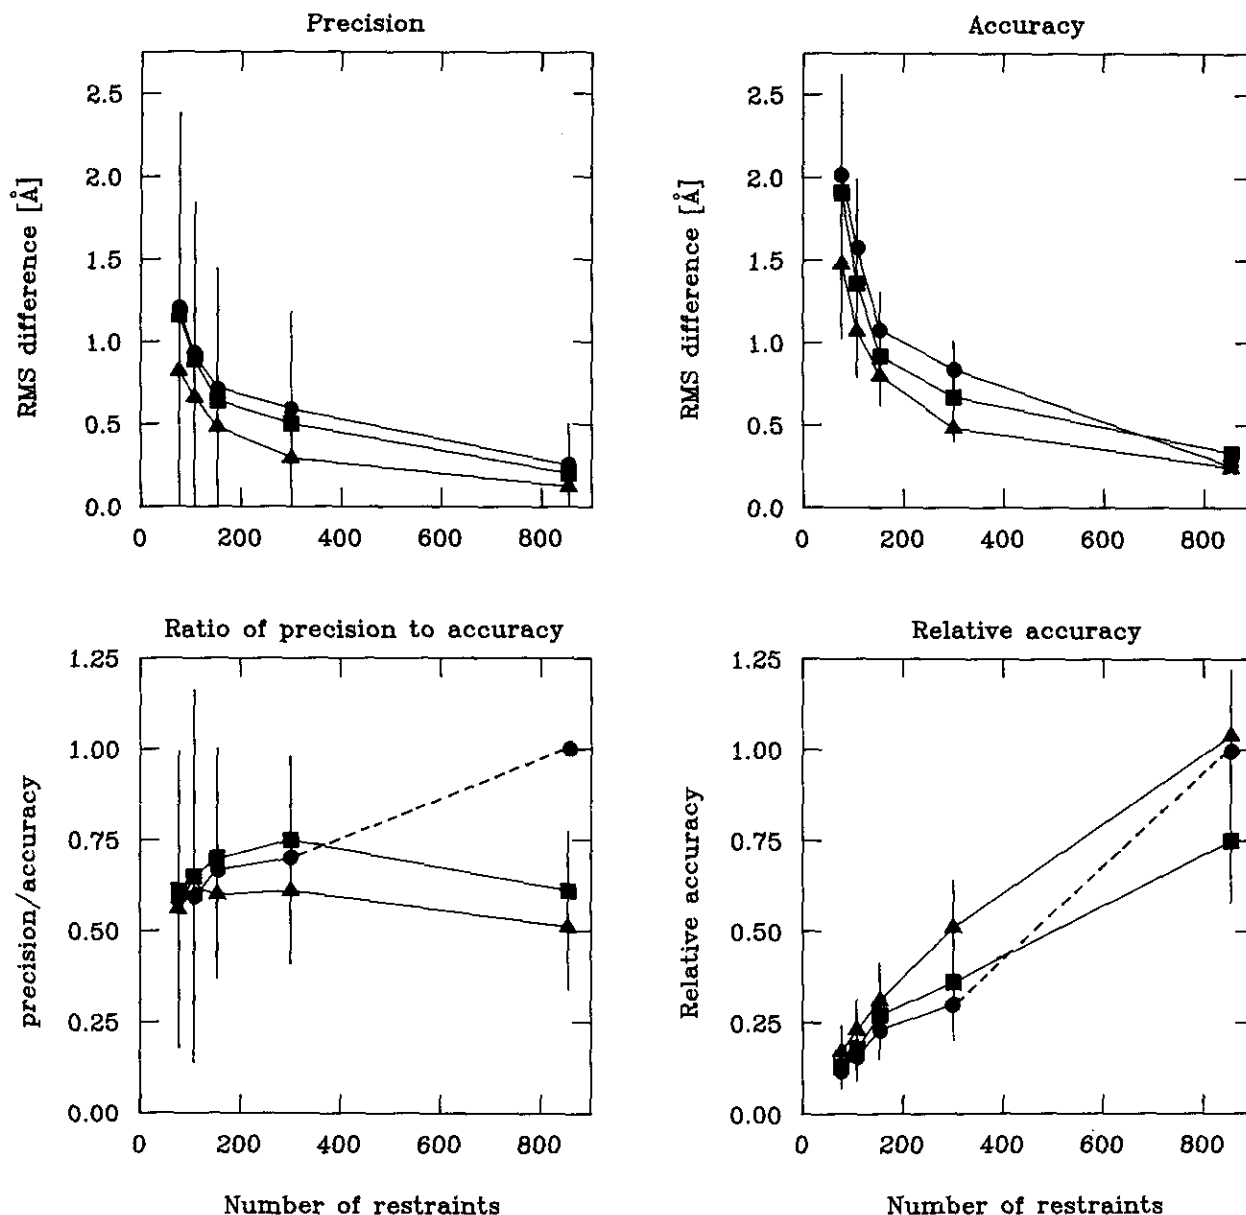 Precision
RMS difference [Å]
2.5
2.0
1.5
1.0
0.5
0.0
0 200 400 600 800
Accuracy
RMS difference [Å]
2.5
2.0
1.5
1.0
0.5
0.0
0 200 400 600 800
Ratio of precision to accuracy
precision/accuracy
1.25
1.00
0.75
0.50
0.25
0.00
0 200 400 600 800
Number of restraints
Relative accuracy
Relative accuracy
1.25
1.00
0.75
0.50
0.25
0.00
0 200 400 600 800
Number of restraints